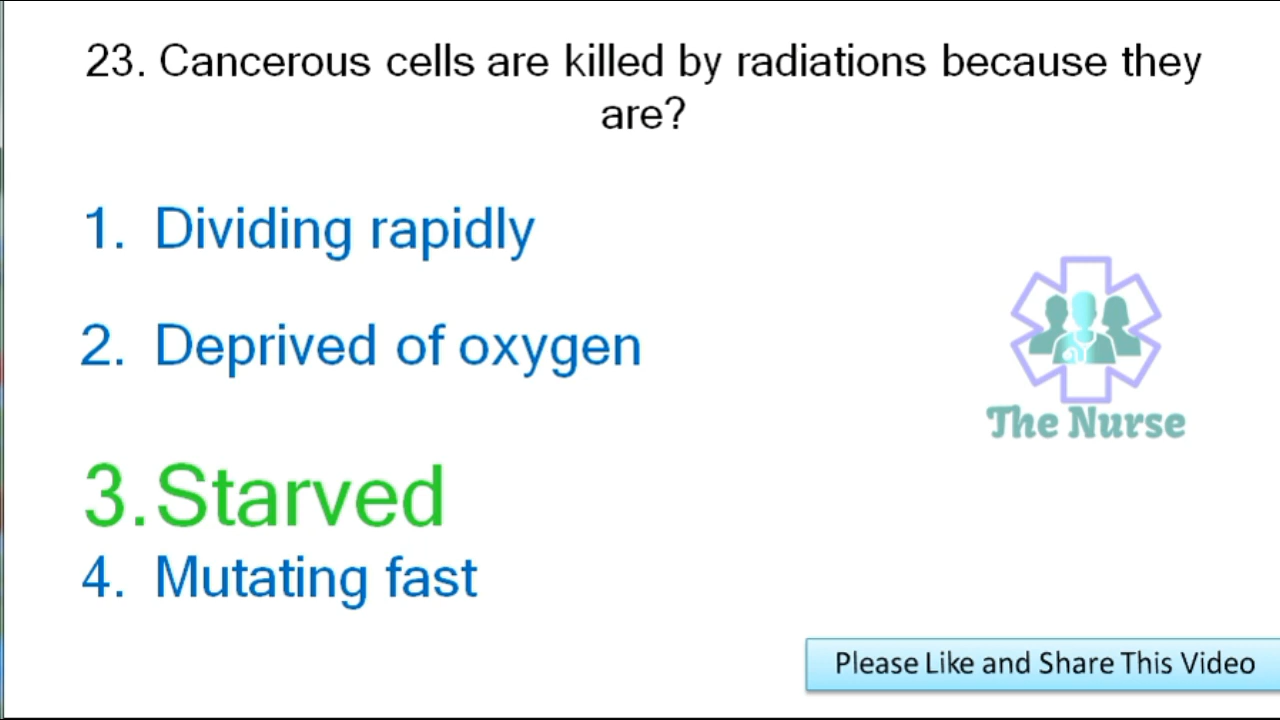 23. Cancerous cells are killed by radiations because they
are?
1. Dividing rapidly
2. Deprived of oxygen
3. Starved
4. Mutating fast
The Nurse
Please Like and Share This Video